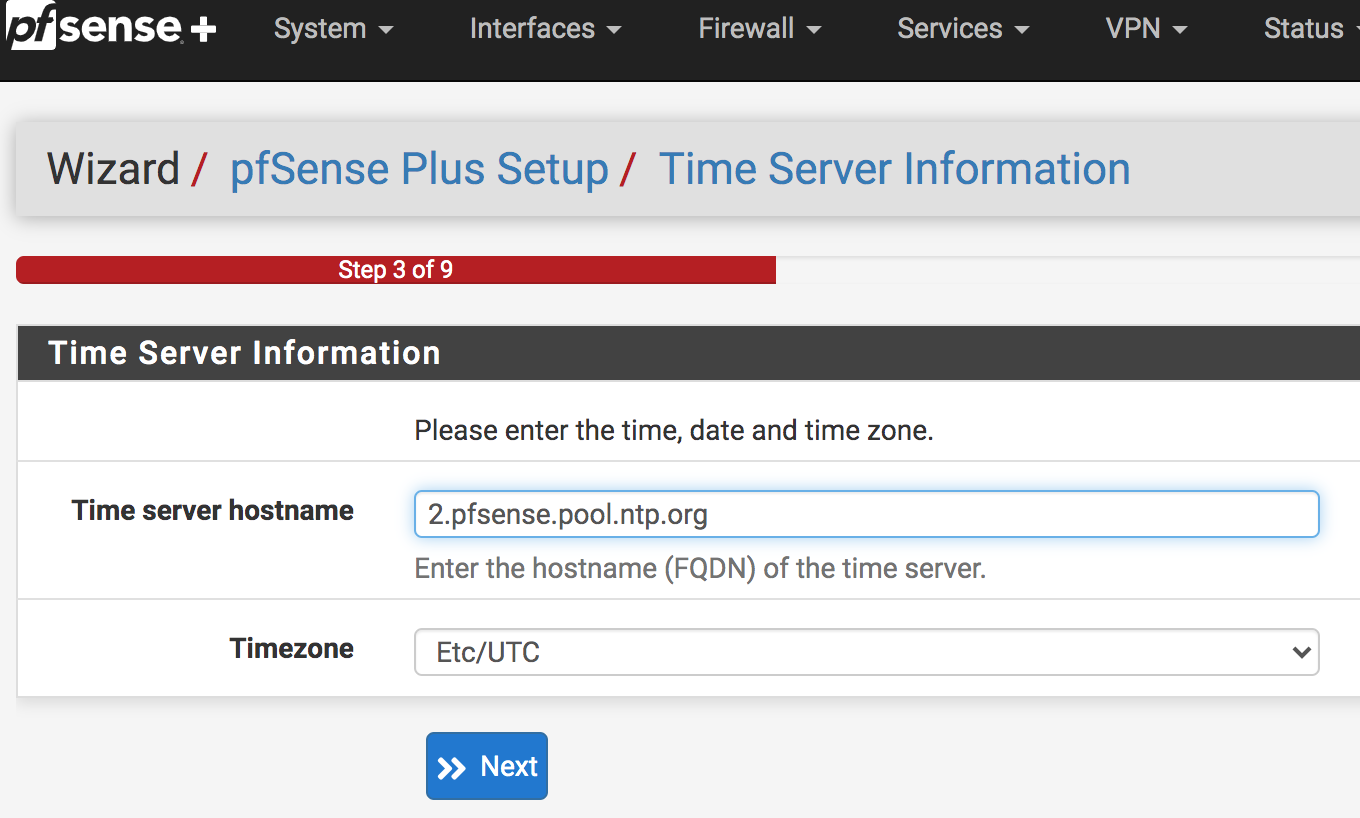 pfsense+ System Interfaces Firewall Services VPN Status
Wizard / pfSense Plus Setup / Time Server Information
Step 3 of 9
Time Server Information
Please enter the time, date and time zone.
Time server hostname 2.pfsense.pool.ntp.org
Enter the hostname (FQDN) of the time server.
Timezone Etc/UTC
Next